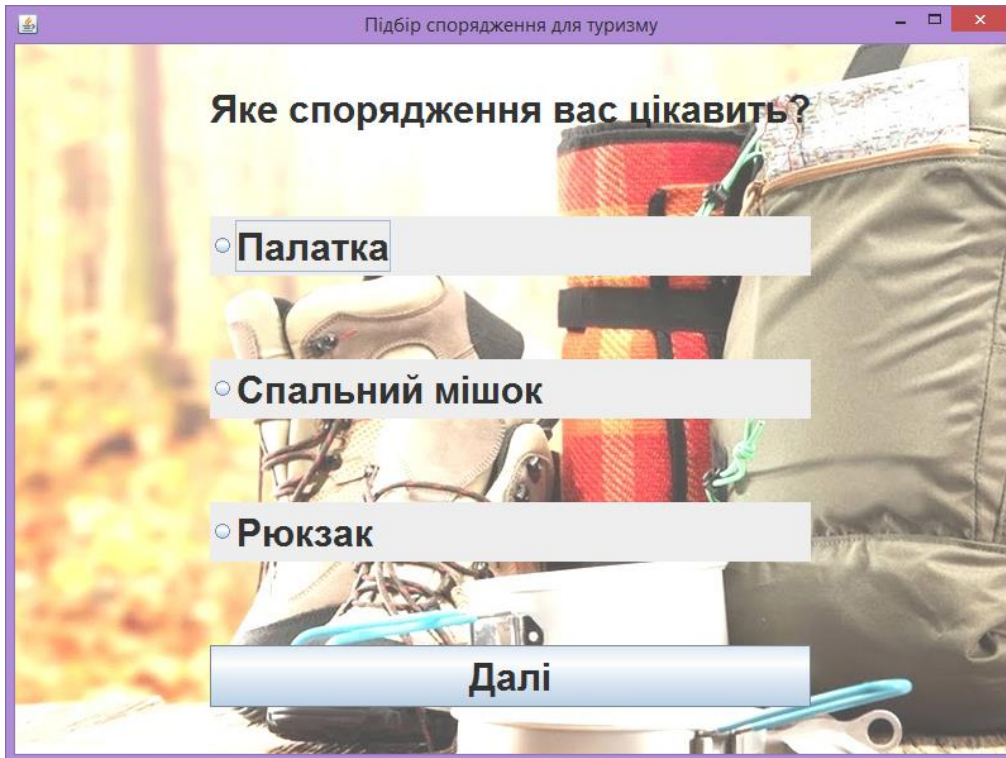 Підбір спорядження для туризму
Яке спорядження вас цікавить?
Палатка
Спальний мішок
Рюкзак
Далі